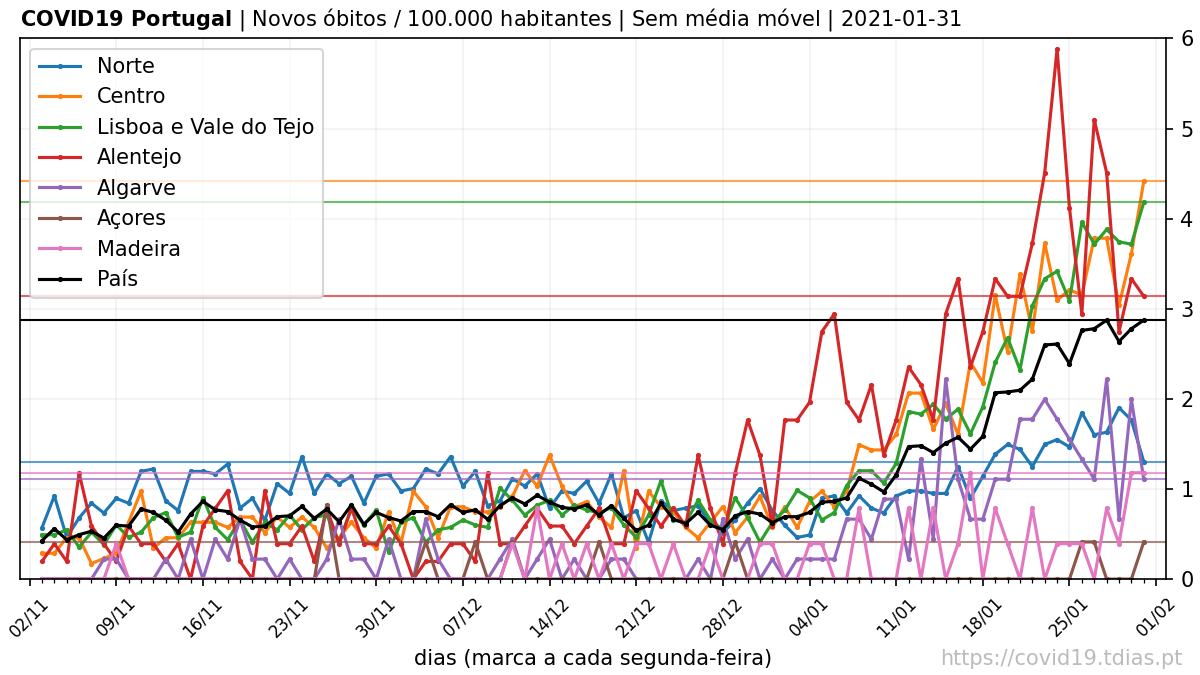 COVID19 Portugal | Novos óbitos / 100.000 habitantes | Sem média móvel | 2021-01-31
Norte
Centro
Lisboa e Vale do Tejo
Alentejo
Algarve
Açores
Madeira
País
6
5
4
3
2
1
0
02/11
09/11
16/11
23/11
30/11
07/12
14/12
21/12
28/12
04/01
11/01
18/01
25/01
01/02
dias (marca a cada segunda-feira)
https://covid19.tdias.pt